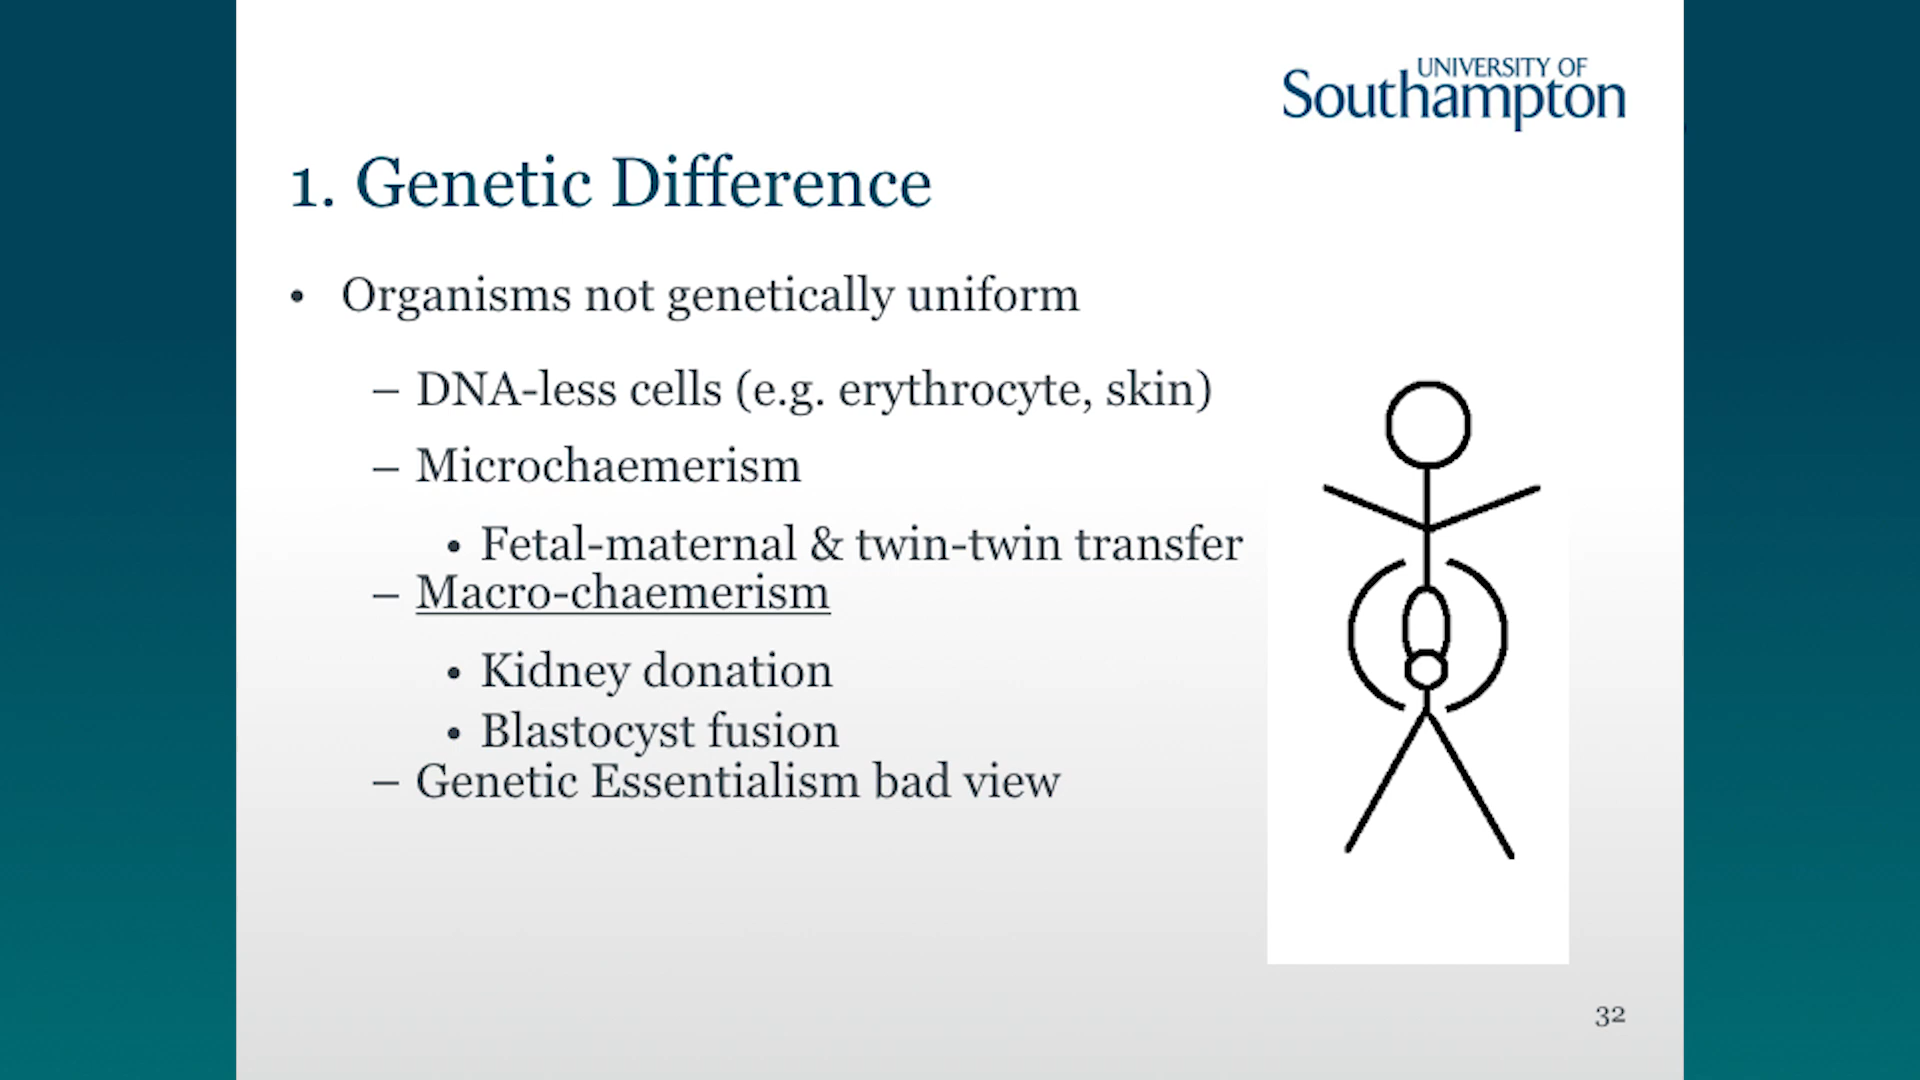 UNIVERSITY OF
Southampton
1. Genetic Difference
• Organisms not genetically uniform
– DNA-less cells (e.g. erythrocyte, skin)
– Microchaemerism
• Fetal-maternal & twin-twin transfer
– Macro-chaemerism
• Kidney donation
• Blastocyst fusion
– Genetic Essentialism bad view
32